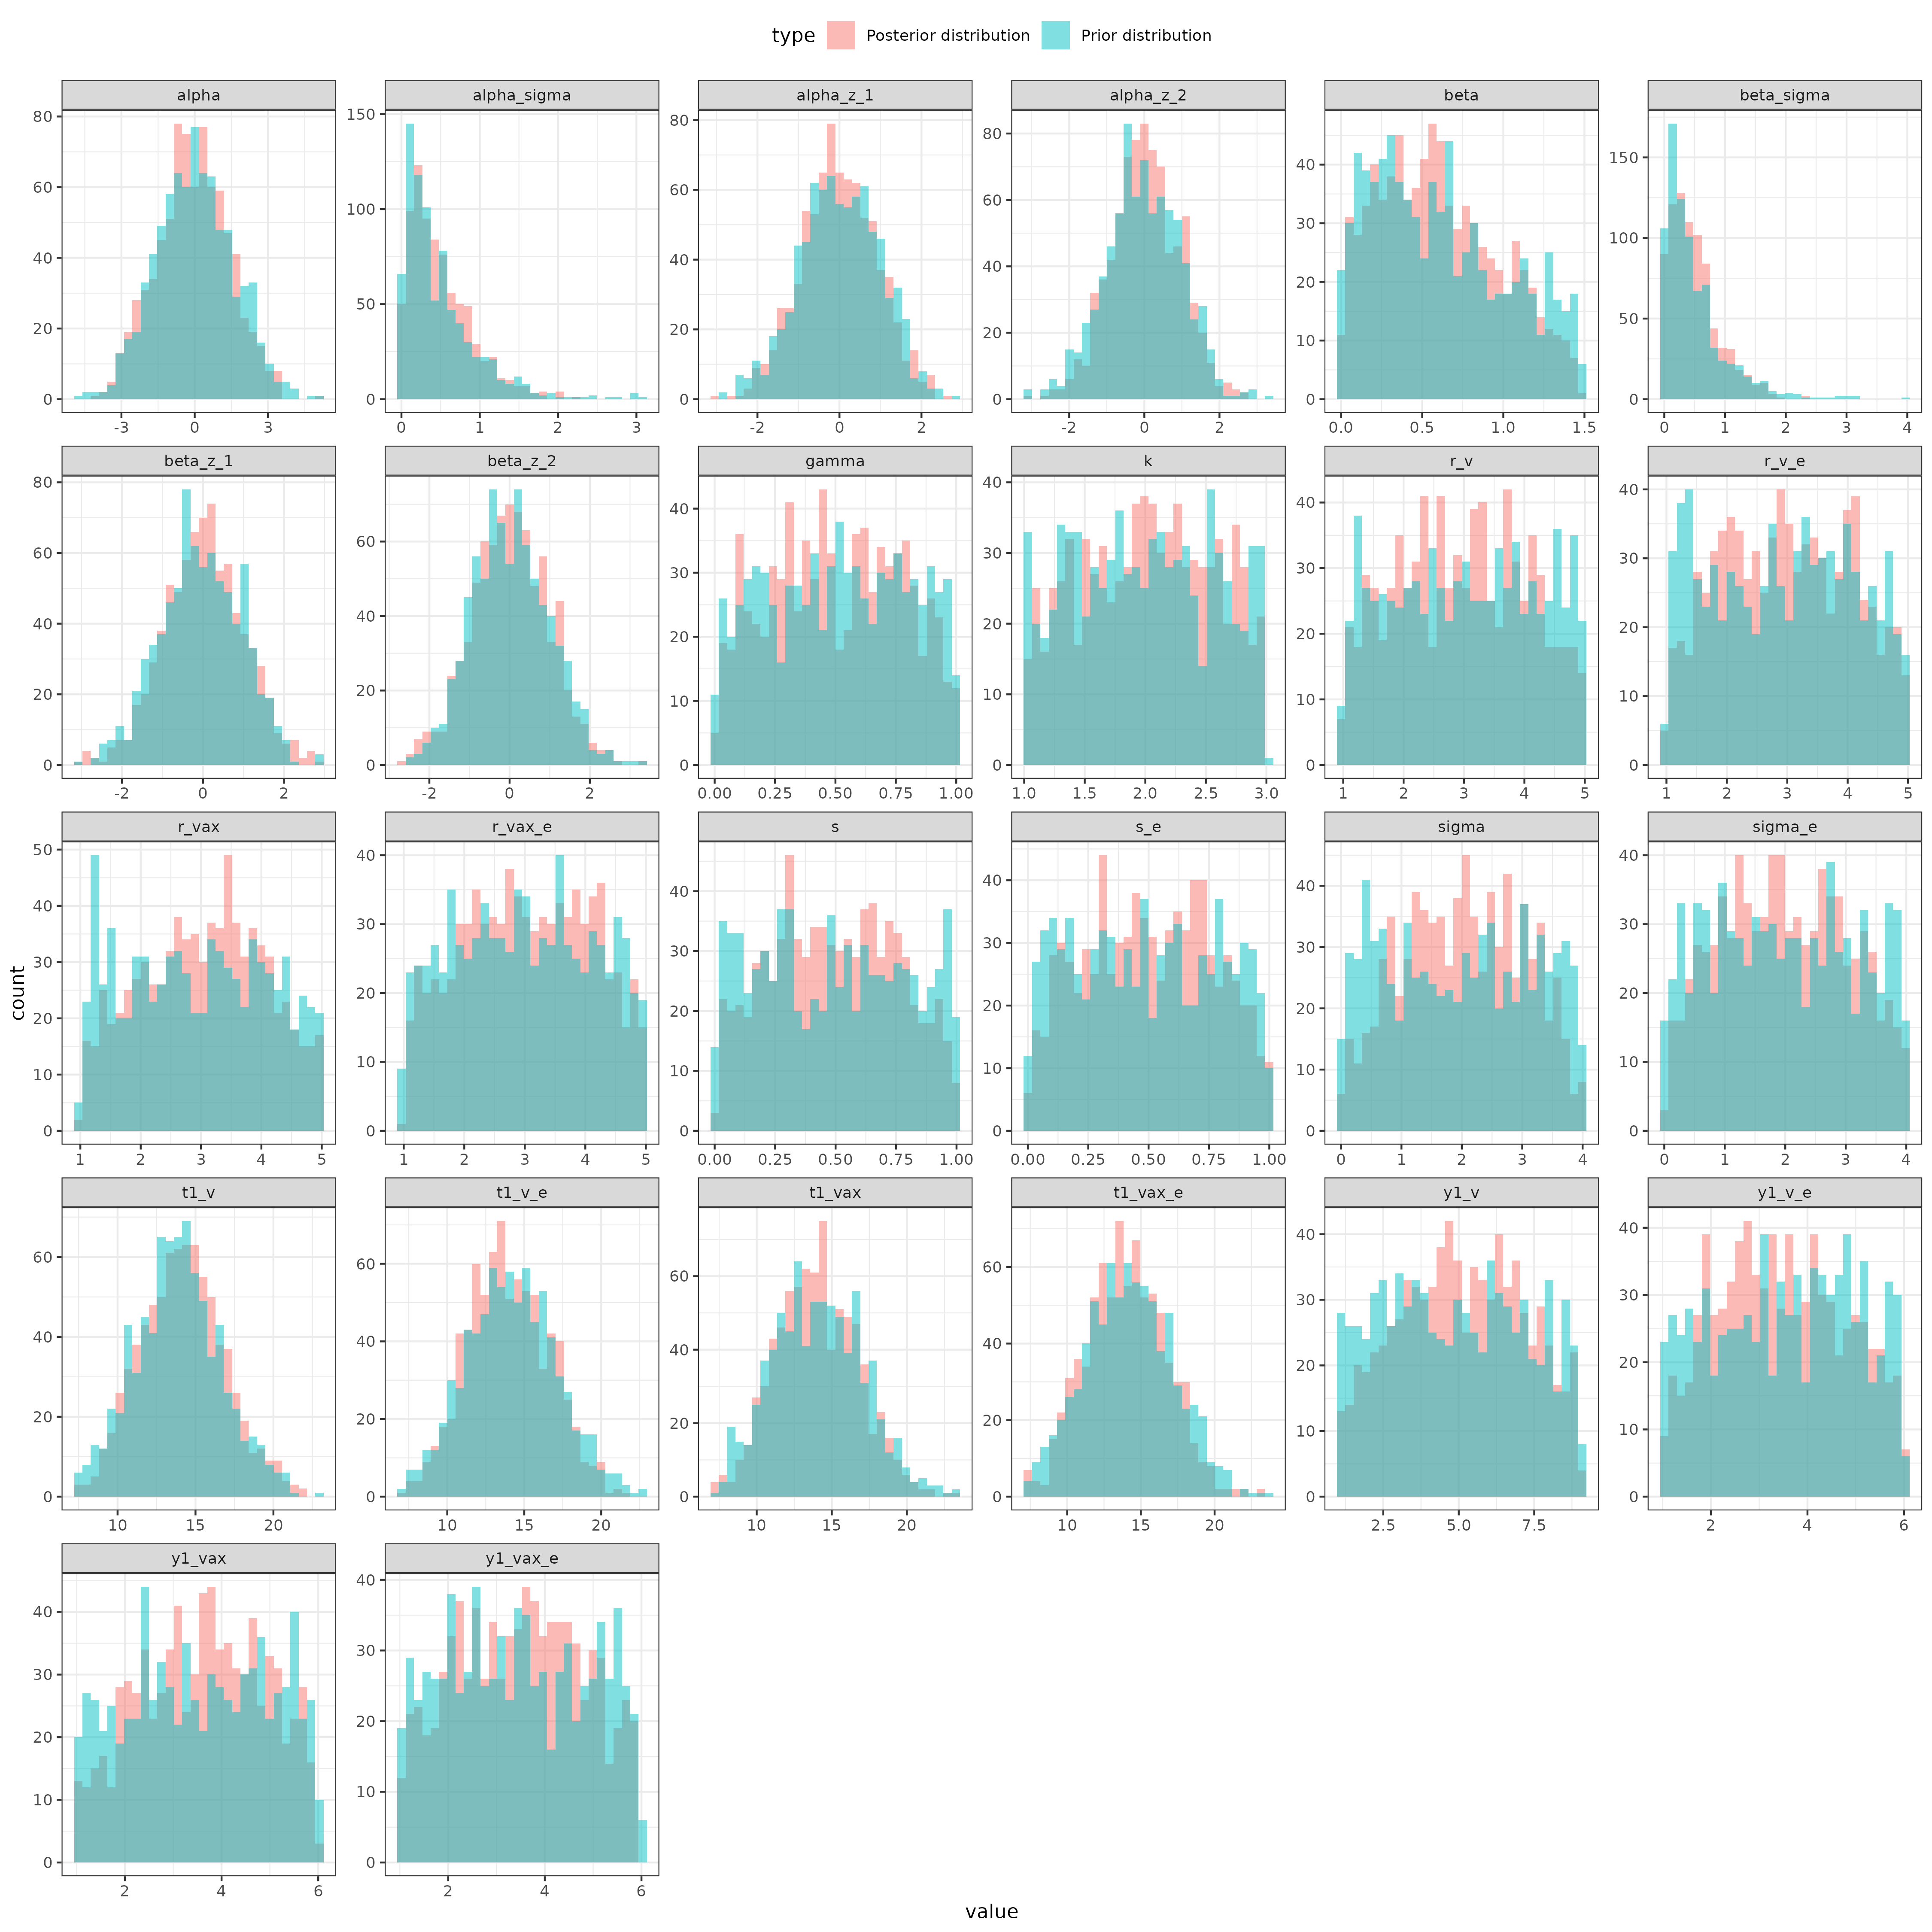 type Posterior distribution Prior distribution
alpha alpha_sigma alpha_z_1 alpha_z_2 beta beta_sigma
80 60 40 20 0
150 100 50 0
80 60 40 20 0
80 60 40 20 0
40 30 20 10 0
150 100 50 0
-3 0 3
0 1 2 3
-2 0 2
-2 0 2
0.0 0.5 1.0 1.5
0 1 2 3 4
beta_z_1 beta_z_2 gamma k r_v r_v_e
80 60 40 20 0
60 40 20 0
40 30 20 10 0
40 30 20 10 0
40 30 20 10 0
40 30 20 10 0
-2 0 2
-2 0 2
0.00 0.25 0.50 0.75 1.00
1.0 1.5 2.0 2.5 3.0
1 2 3 4 5
1 2 3 4 5
r_vax r_vax_e s s_e sigma sigma_e
50 40 30 20 10 0
40 30 20 10 0
40 30 20 10 0
40 30 20 10 0
40 30 20 10 0
40 30 20 10 0
1 2 3 4 5
1 2 3 4 5
0.00 0.25 0.50 0.75 1.00
0.00 0.25 0.50 0.75 1.00
0 1 2 3 4
0 1 2 3 4
count
t1_v t1_v_e t1_vax t1_vax_e y1_v y1_v_e
60 40 20 0
60 40 20 0
60 40 20 0
60 40 20 0
40 30 20 10 0
40 30 20 10 0
10 15 20
10 15 20
10 15 20
10 15 20
2.5 5.0 7.5
2 4 6
y1_vax y1_vax_e
40 30 20 10 0
40 30 20 10 0
2 4 6
2 4 6
value